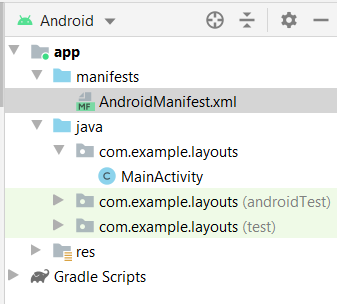 Android
app
manifests
MF AndroidManifest.xml
java
com.example.layouts
C MainActivity
com.example.layouts (androidTest)
com.example.layouts (test)
res
Gradle Scripts